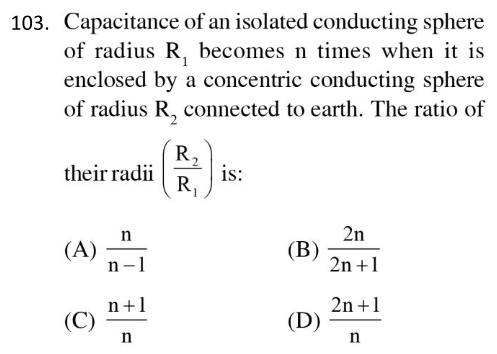 103. Capacitance of an isolated conducting sphere
of radius R₁ becomes n times when it is
enclosed by a concentric conducting sphere
of radius R₂ connected to earth. The ratio of
their radii (R₂/R₁) is:
(A) n/(n−1) (B) 2n/(2n+1)
(C) (n+1)/n (D) (2n+1)/n